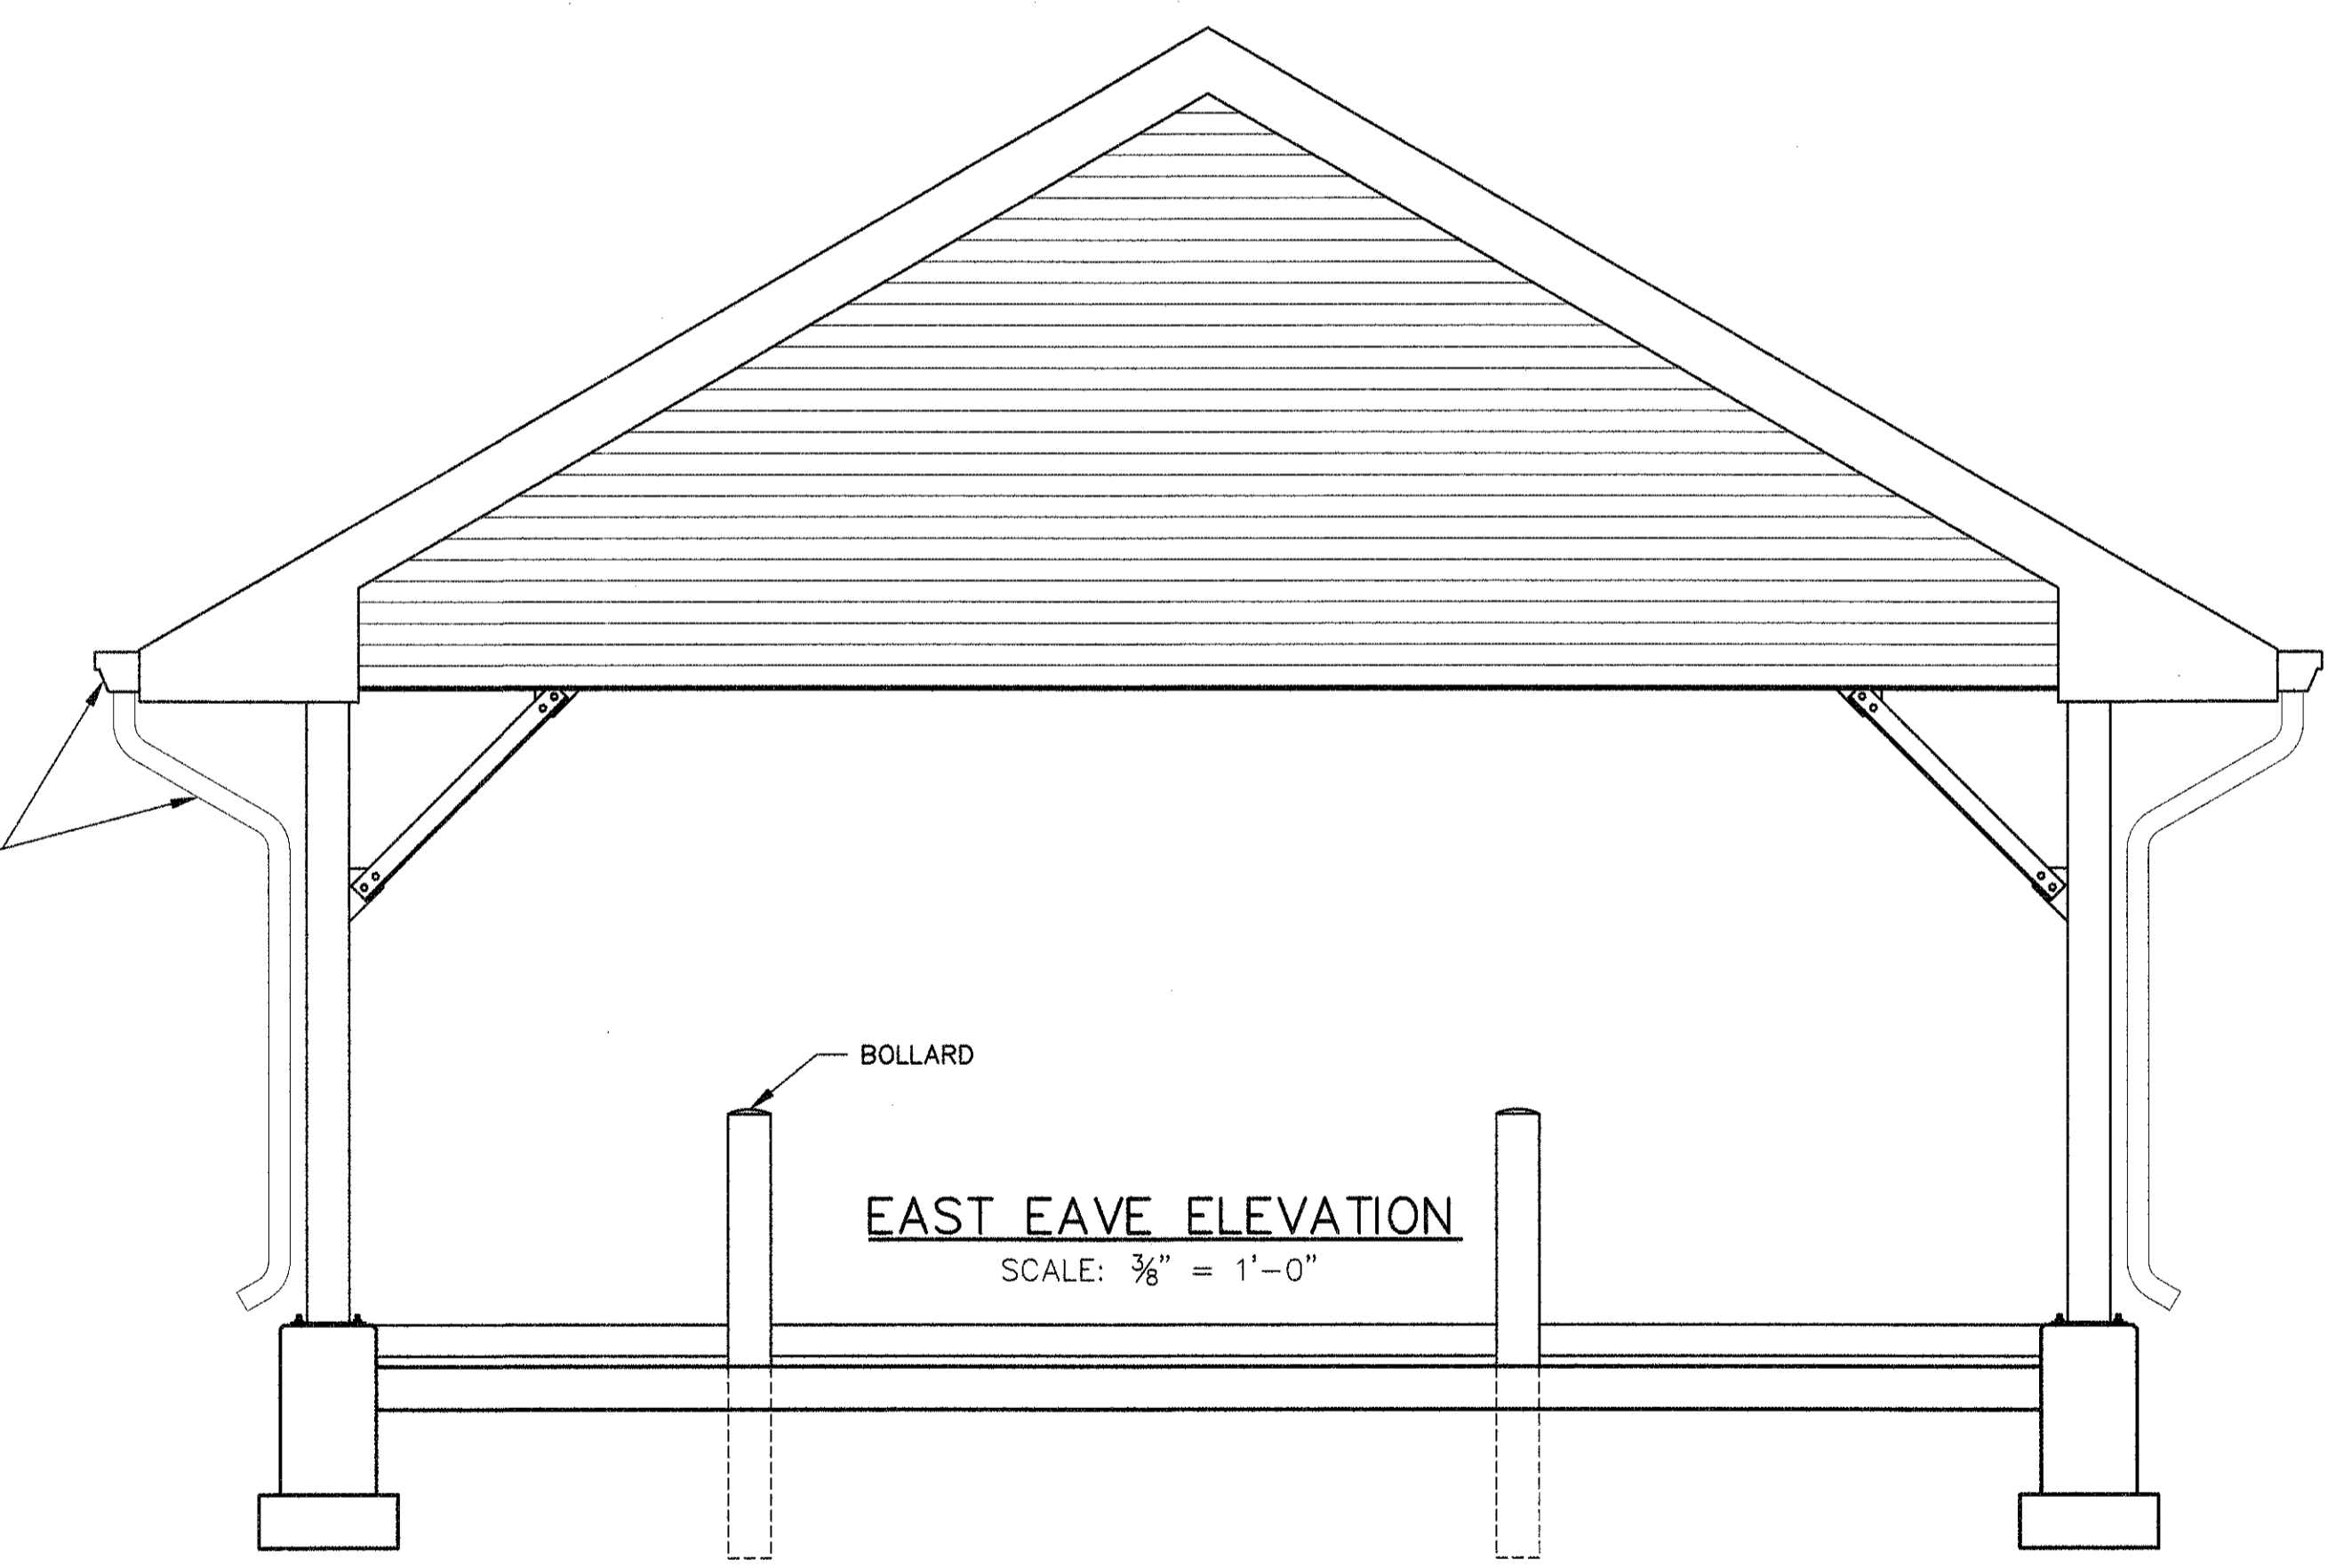 BOLLARD
EAST EAVE ELEVATION
SCALE: ⅜" = 1'-0"